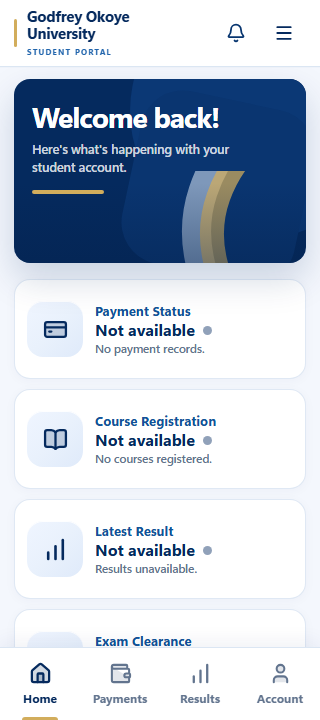 Godfrey Okoye
University
STUDENT PORTAL
Welcome back!
Here's what's happening with your
student account.
Payment Status
Not available
No payment records.
Course Registration
Not available
No courses registered.
Latest Result
Not available
Results unavailable.
Exam Clearance
Home
Payments
Results
Account